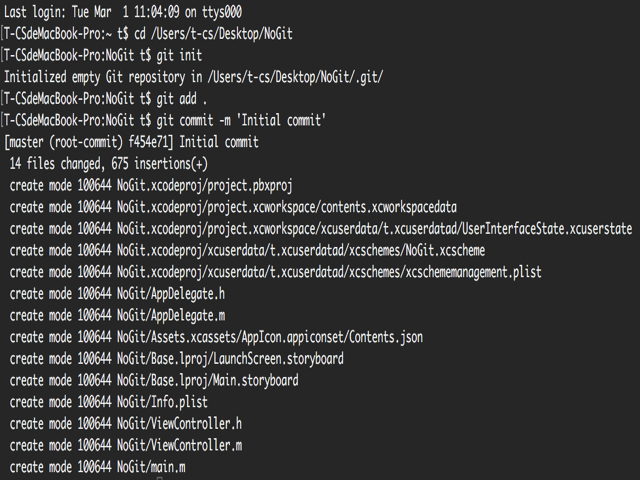 Last login: Tue Mar  1 11:04:09 on ttys000
[T-CSdeMacBook-Pro:~ t$ cd /Users/t-cs/Desktop/NoGit
[T-CSdeMacBook-Pro:NoGit t$ git init
Initialized empty Git repository in /Users/t-cs/Desktop/NoGit/.git/
[T-CSdeMacBook-Pro:NoGit t$ git add .
[T-CSdeMacBook-Pro:NoGit t$ git commit -m 'Initial commit'
[master (root-commit) f454e71] Initial commit
 14 files changed, 675 insertions(+)
 create mode 100644 NoGit.xcodeproj/project.pbxproj
 create mode 100644 NoGit.xcodeproj/project.xcworkspace/contents.xcworkspacedata
 create mode 100644 NoGit.xcodeproj/project.xcworkspace/xcuserdata/t.xcuserdatad/UserInterfaceState.xcuserstate
 create mode 100644 NoGit.xcodeproj/xcuserdata/t.xcuserdatad/xcschemes/NoGit.xcscheme
 create mode 100644 NoGit.xcodeproj/xcuserdata/t.xcuserdatad/xcschemes/xcschememanagement.plist
 create mode 100644 NoGit/AppDelegate.h
 create mode 100644 NoGit/AppDelegate.m
 create mode 100644 NoGit/Assets.xcassets/AppIcon.appiconset/Contents.json
 create mode 100644 NoGit/Base.lproj/LaunchScreen.storyboard
 create mode 100644 NoGit/Base.lproj/Main.storyboard
 create mode 100644 NoGit/Info.plist
 create mode 100644 NoGit/ViewController.h
 create mode 100644 NoGit/ViewController.m
 create mode 100644 NoGit/main.m